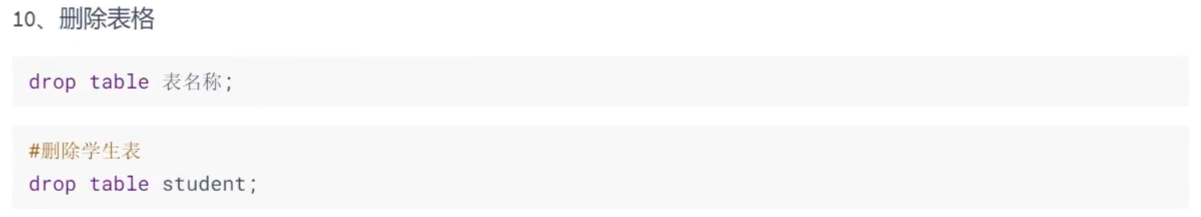 10、删除表格
drop table 表名称;
#删除学生表
drop table student;